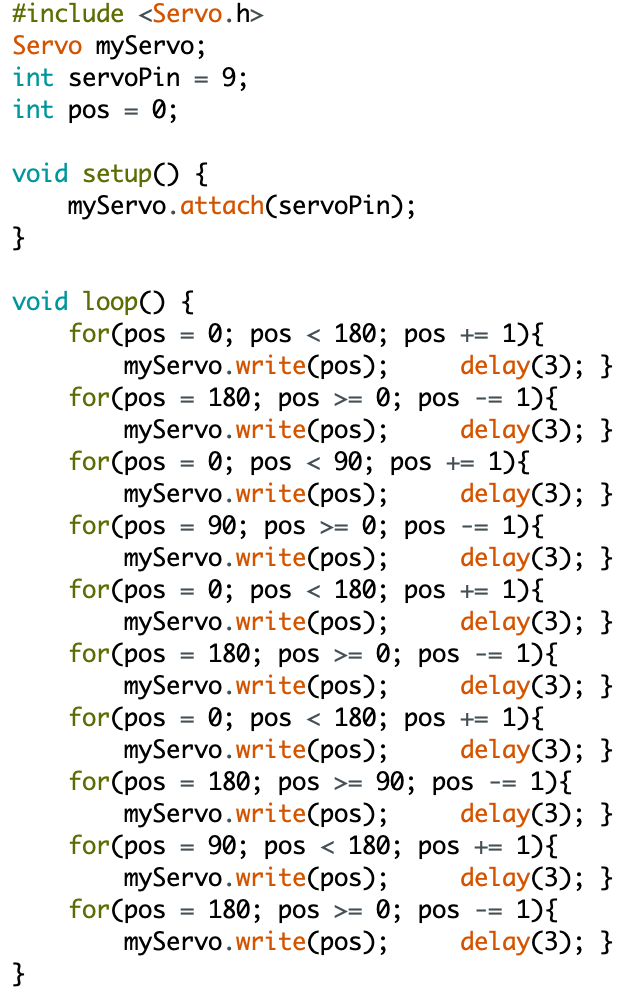 #include <Servo.h>
Servo myServo;
int servoPin = 9;
int pos = 0;

void setup() {
    myServo.attach(servoPin);
}

void loop() {
    for(pos = 0; pos < 180; pos += 1){
        myServo.write(pos);     delay(3); }
    for(pos = 180; pos >= 0; pos -= 1){
        myServo.write(pos);     delay(3); }
    for(pos = 0; pos < 90; pos += 1){
        myServo.write(pos);     delay(3); }
    for(pos = 90; pos >= 0; pos -= 1){
        myServo.write(pos);     delay(3); }
    for(pos = 0; pos < 180; pos += 1){
        myServo.write(pos);     delay(3); }
    for(pos = 180; pos >= 0; pos -= 1){
        myServo.write(pos);     delay(3); }
    for(pos = 0; pos < 180; pos += 1){
        myServo.write(pos);     delay(3); }
    for(pos = 180; pos >= 90; pos -= 1){
        myServo.write(pos);     delay(3); }
    for(pos = 90; pos < 180; pos += 1){
        myServo.write(pos);     delay(3); }
    for(pos = 180; pos >= 0; pos -= 1){
        myServo.write(pos);     delay(3); }
}